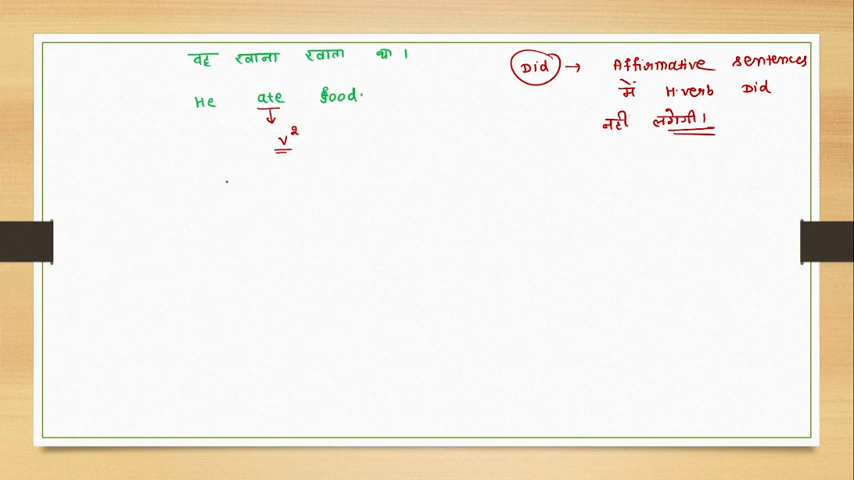 वह खाना खाता था।
He ate food.
↓
v²
Did → Affirmative sentences
में H.verb Did
नही लगेगी।